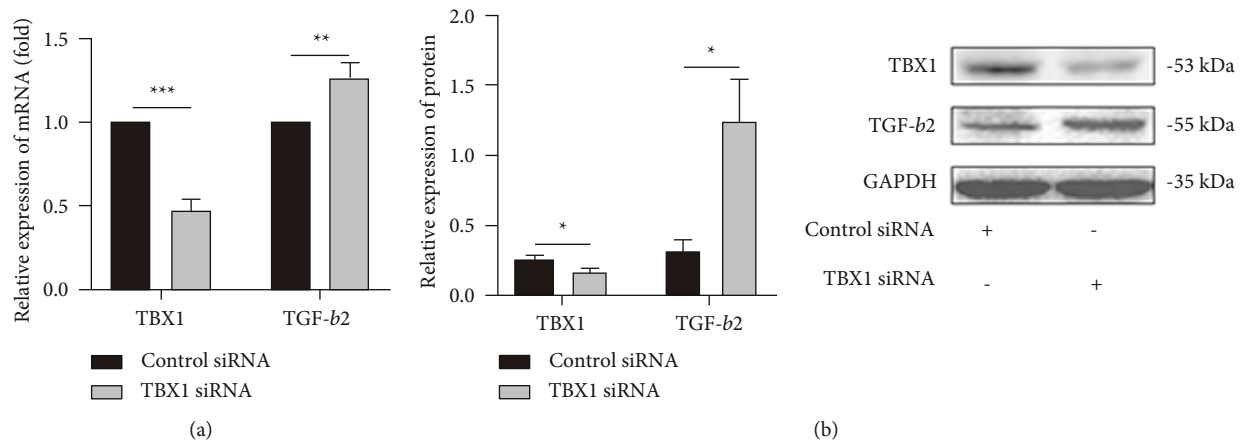 Relative expression of mRNA (fold)
1.5
1.0
0.5
0.0
***
**
TBX1
TGF-b2
Control siRNA
TBX1 siRNA
(a)
Relative expression of protein
2.0
1.5
1.0
0.5
0.0
*
*
TBX1
TGF-b2
Control siRNA
TBX1 siRNA
TBX1 -53 kDa
TGF-b2 -55 kDa
GAPDH -35 kDa
Control siRNA + -
TBX1 siRNA - +
(b)